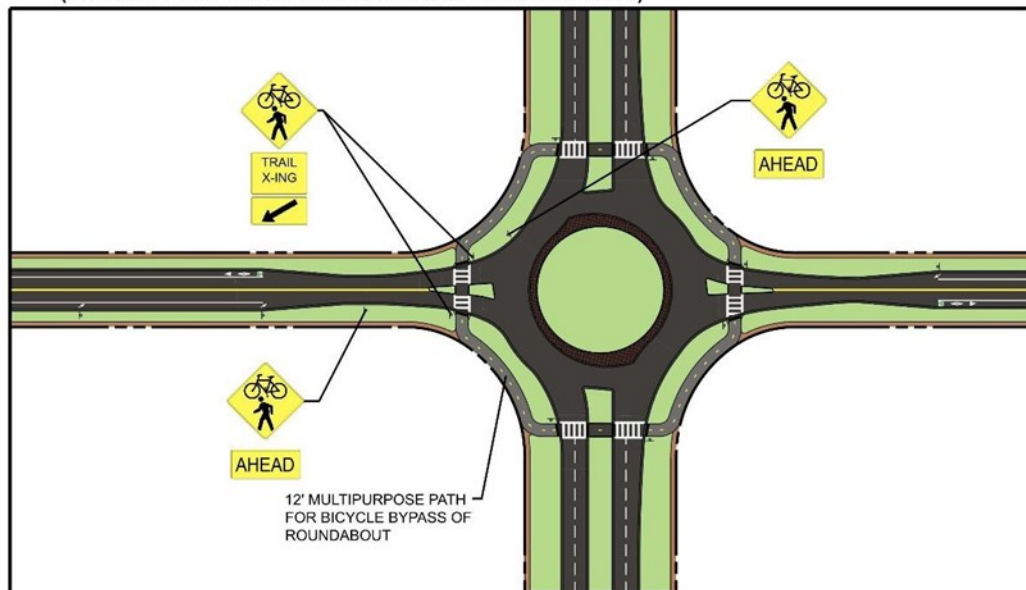 TRAIL
X-ING
AHEAD
AHEAD
12' MULTIPURPOSE PATH
FOR BICYCLE BYPASS OF
ROUNDABOUT